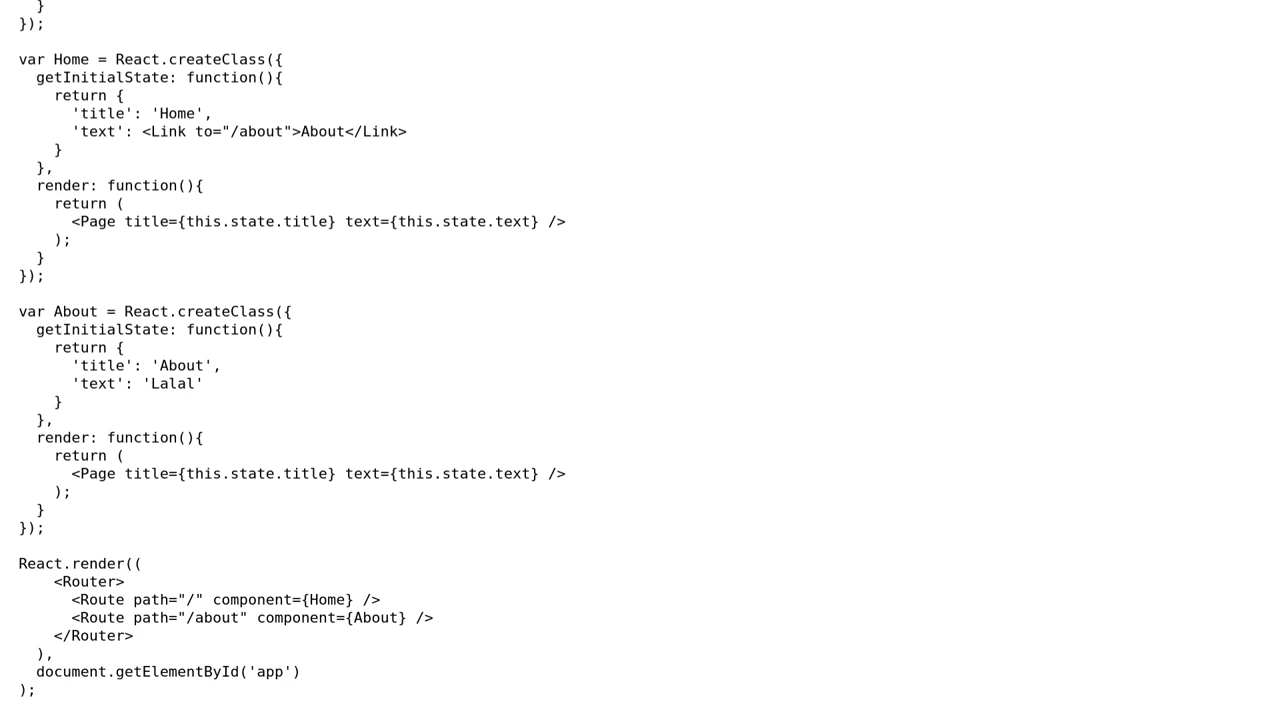 }
});

var Home = React.createClass({
  getInitialState: function(){
    return {
      'title': 'Home',
      'text': <Link to="/about">About</Link>
    }
  },
  render: function(){
    return (
      <Page title={this.state.title} text={this.state.text} />
    );
  }
});

var About = React.createClass({
  getInitialState: function(){
    return {
      'title': 'About',
      'text': 'Lalal'
    }
  },
  render: function(){
    return (
      <Page title={this.state.title} text={this.state.text} />
    );
  }
});

React.render((
    <Router>
      <Route path="/" component={Home} />
      <Route path="/about" component={About} />
    </Router>
  ),
  document.getElementById('app')
);